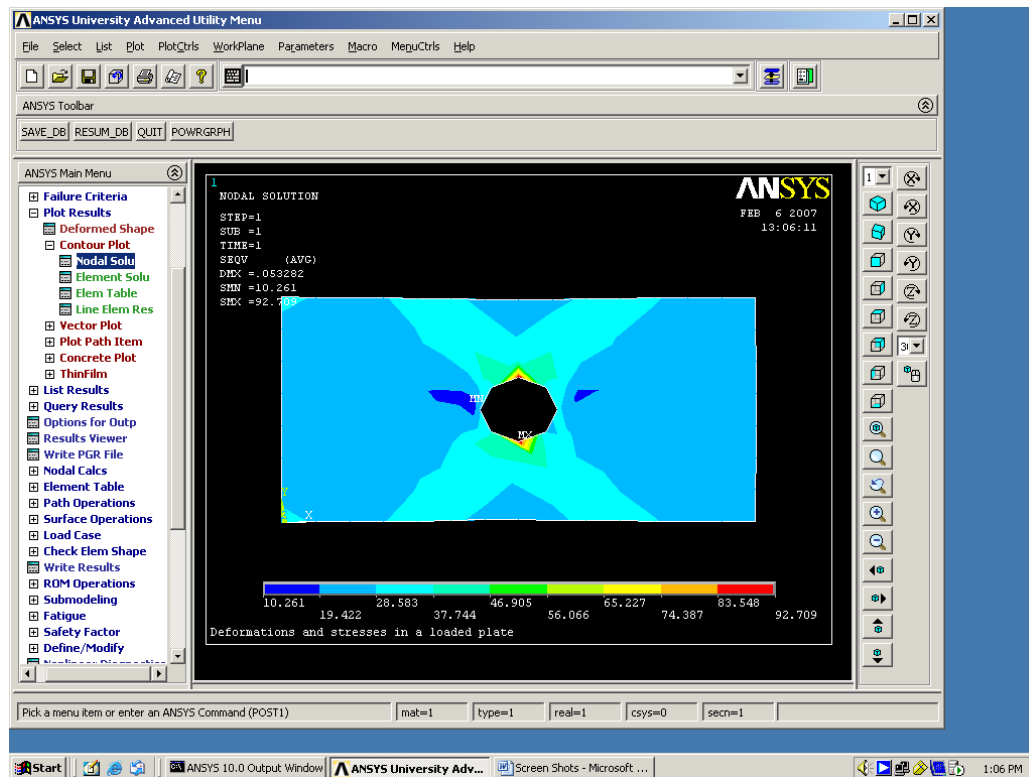 ANSYS University Advanced Utility Menu
File Select List Plot PlotCtrls WorkPlane Parameters Macro MenuCtrls Help
ANSYS Toolbar
SAVE_DB RESUM_DB QUIT POWRGRPH
ANSYS Main Menu
Failure Criteria
Plot Results
Deformed Shape
Contour Plot
Nodal Solu
Element Solu
Elem Table
Line Elem Res
Vector Plot
Plot Path Item
Concrete Plot
ThinFilm
List Results
Query Results
Options for Outp
Results Viewer
Write PGR File
Nodal Calcs
Element Table
Path Operations
Surface Operations
Load Case
Check Elem Shape
Write Results
ROM Operations
Submodeling
Fatigue
Safety Factor
Define/Modify
1
NODAL SOLUTION
STEP=1
SUB =1
TIME=1
SEQV (AVG)
DMX =.053282
SMN =10.261
SMX =92.709
ANSYS
FEB 6 2007
13:06:11
MN
MX
Y
Z X
10.261 28.583 46.905 65.227 83.548
19.422 37.744 56.066 74.387 92.709
Deformations and stresses in a loaded plate
1
Pick a menu item or enter an ANSYS Command (POST1) mat=1 type=1 real=1 csys=0 secn=1
Start ANSYS 10.0 Output Window ANSYS University Adv... Screen Shots - Microsoft ... 1:06 PM